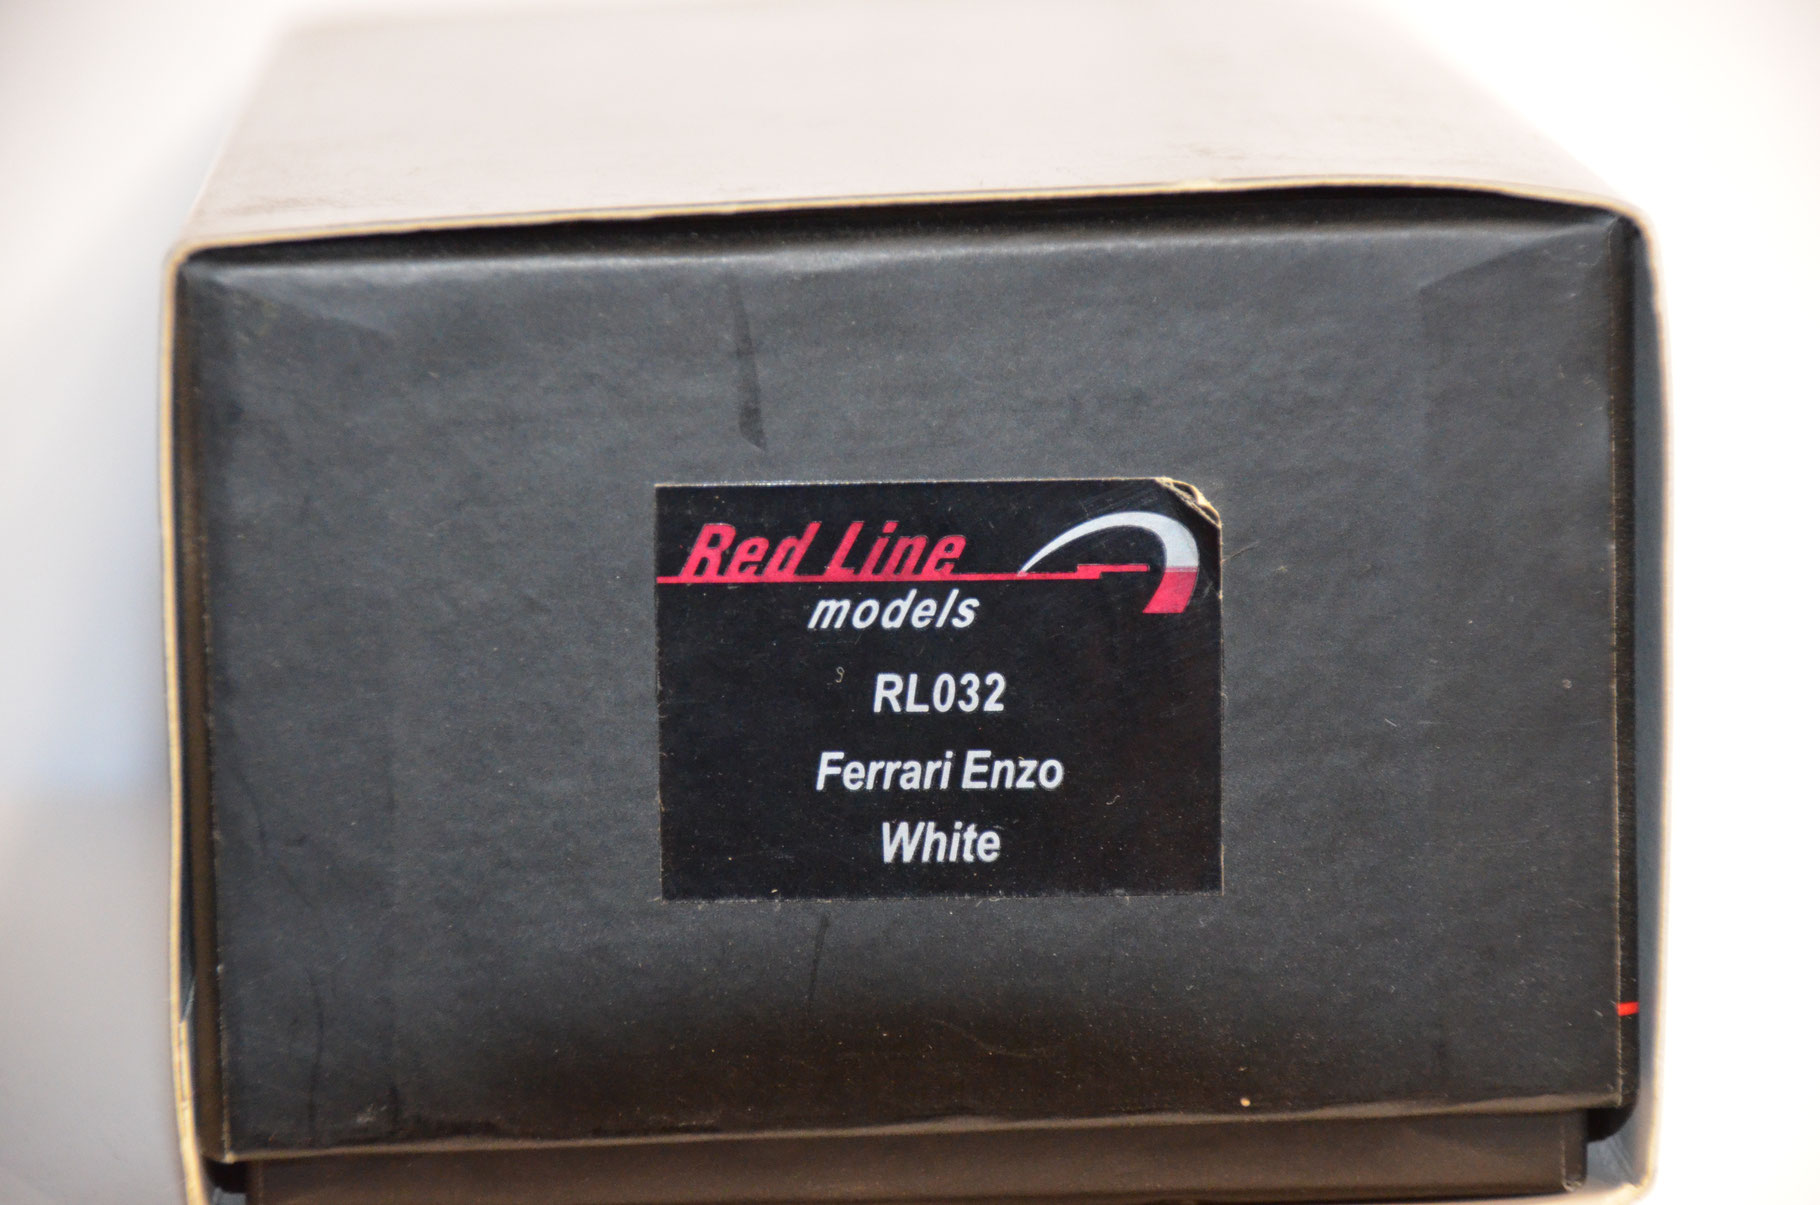 Red Line
models
RL032
Ferrari Enzo
White